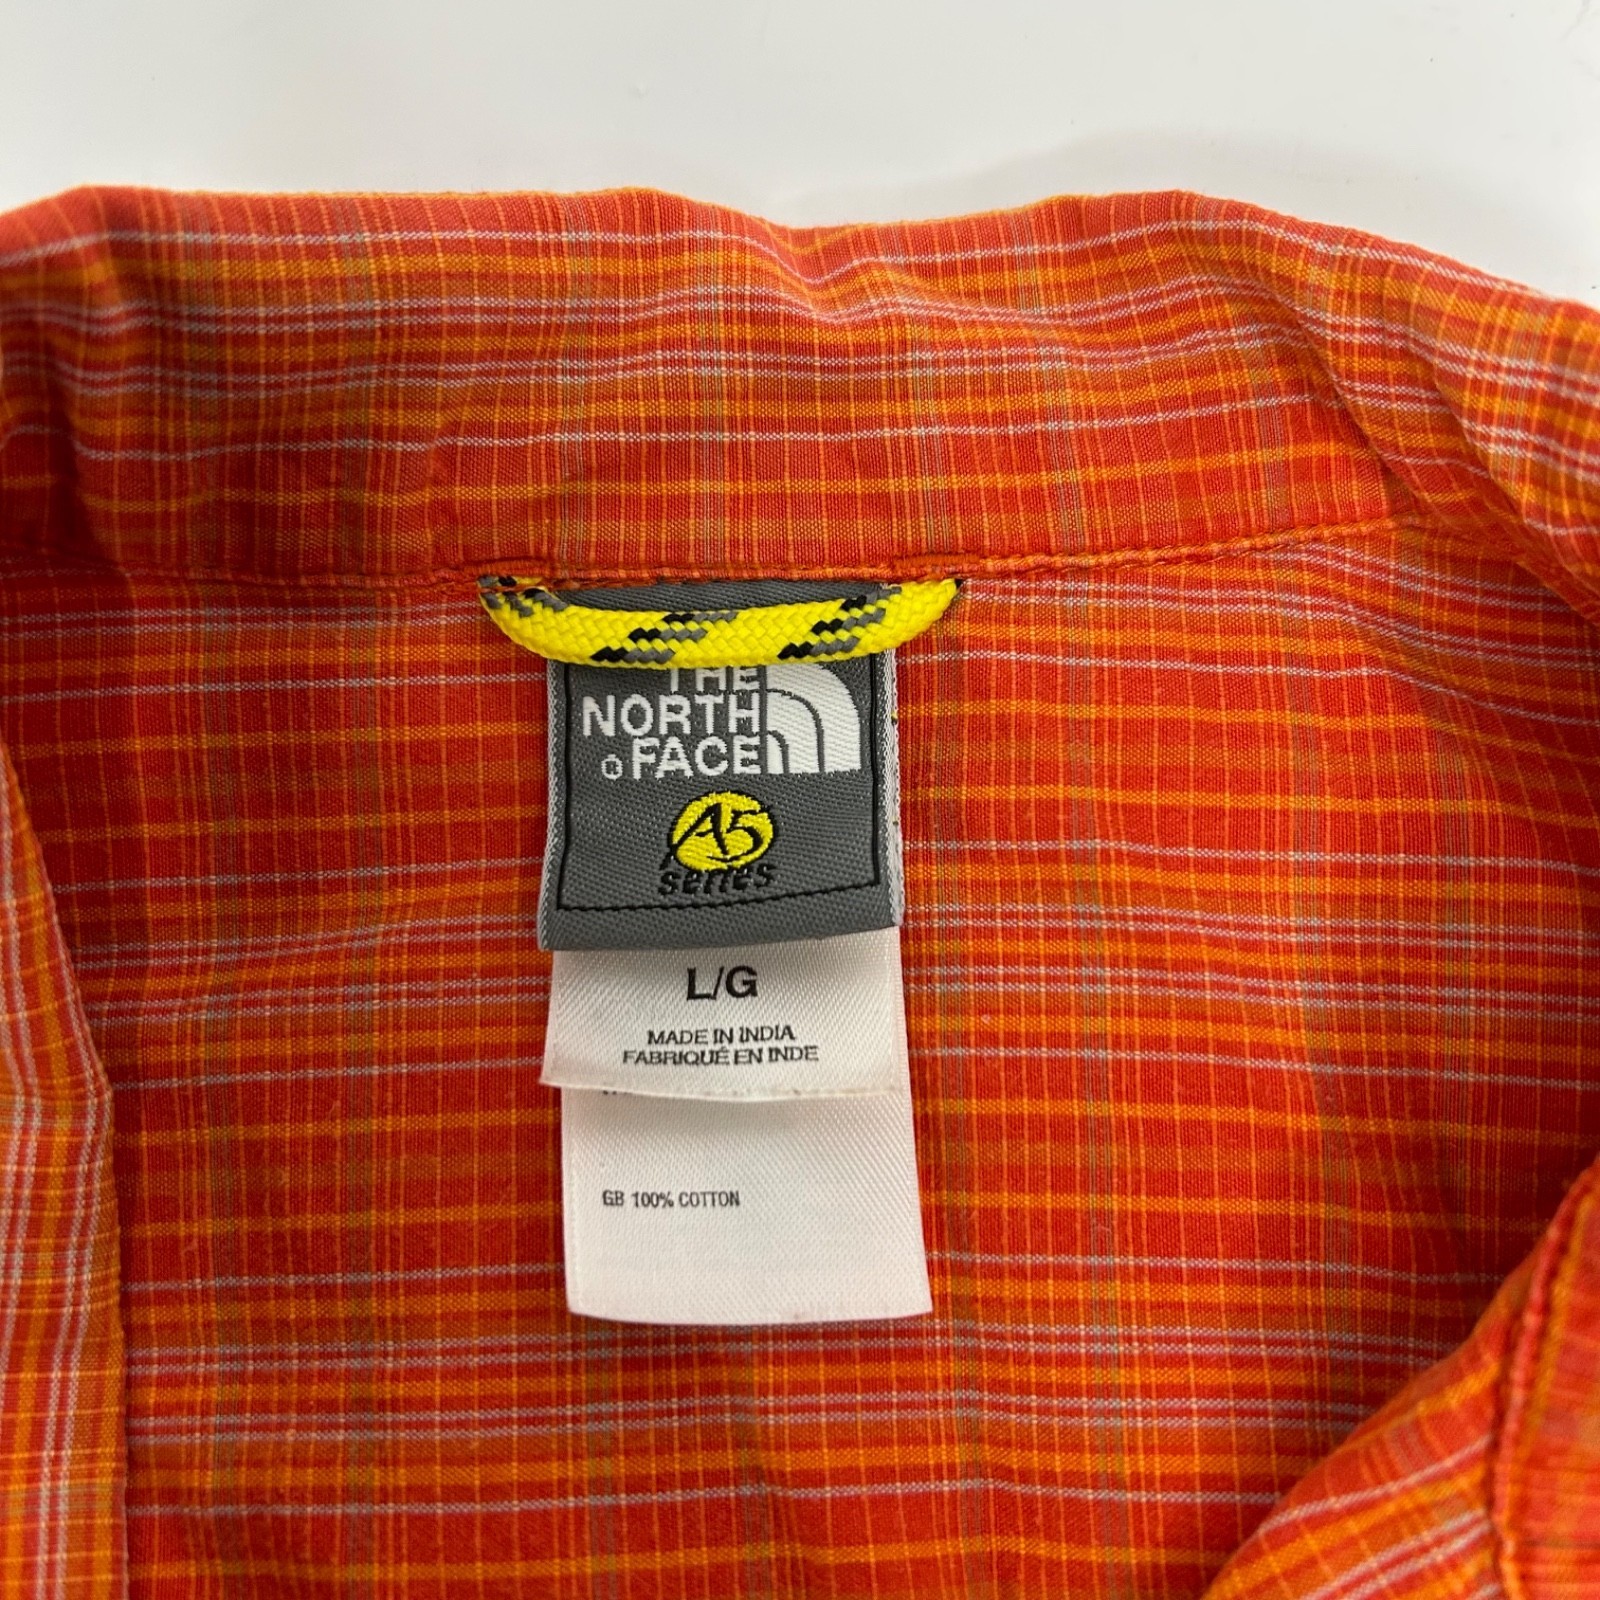 THE
NORTH
® FACE
A5
series
L/G
MADE IN INDIA
FABRIQUÉ EN INDE
GB 100% COTTON